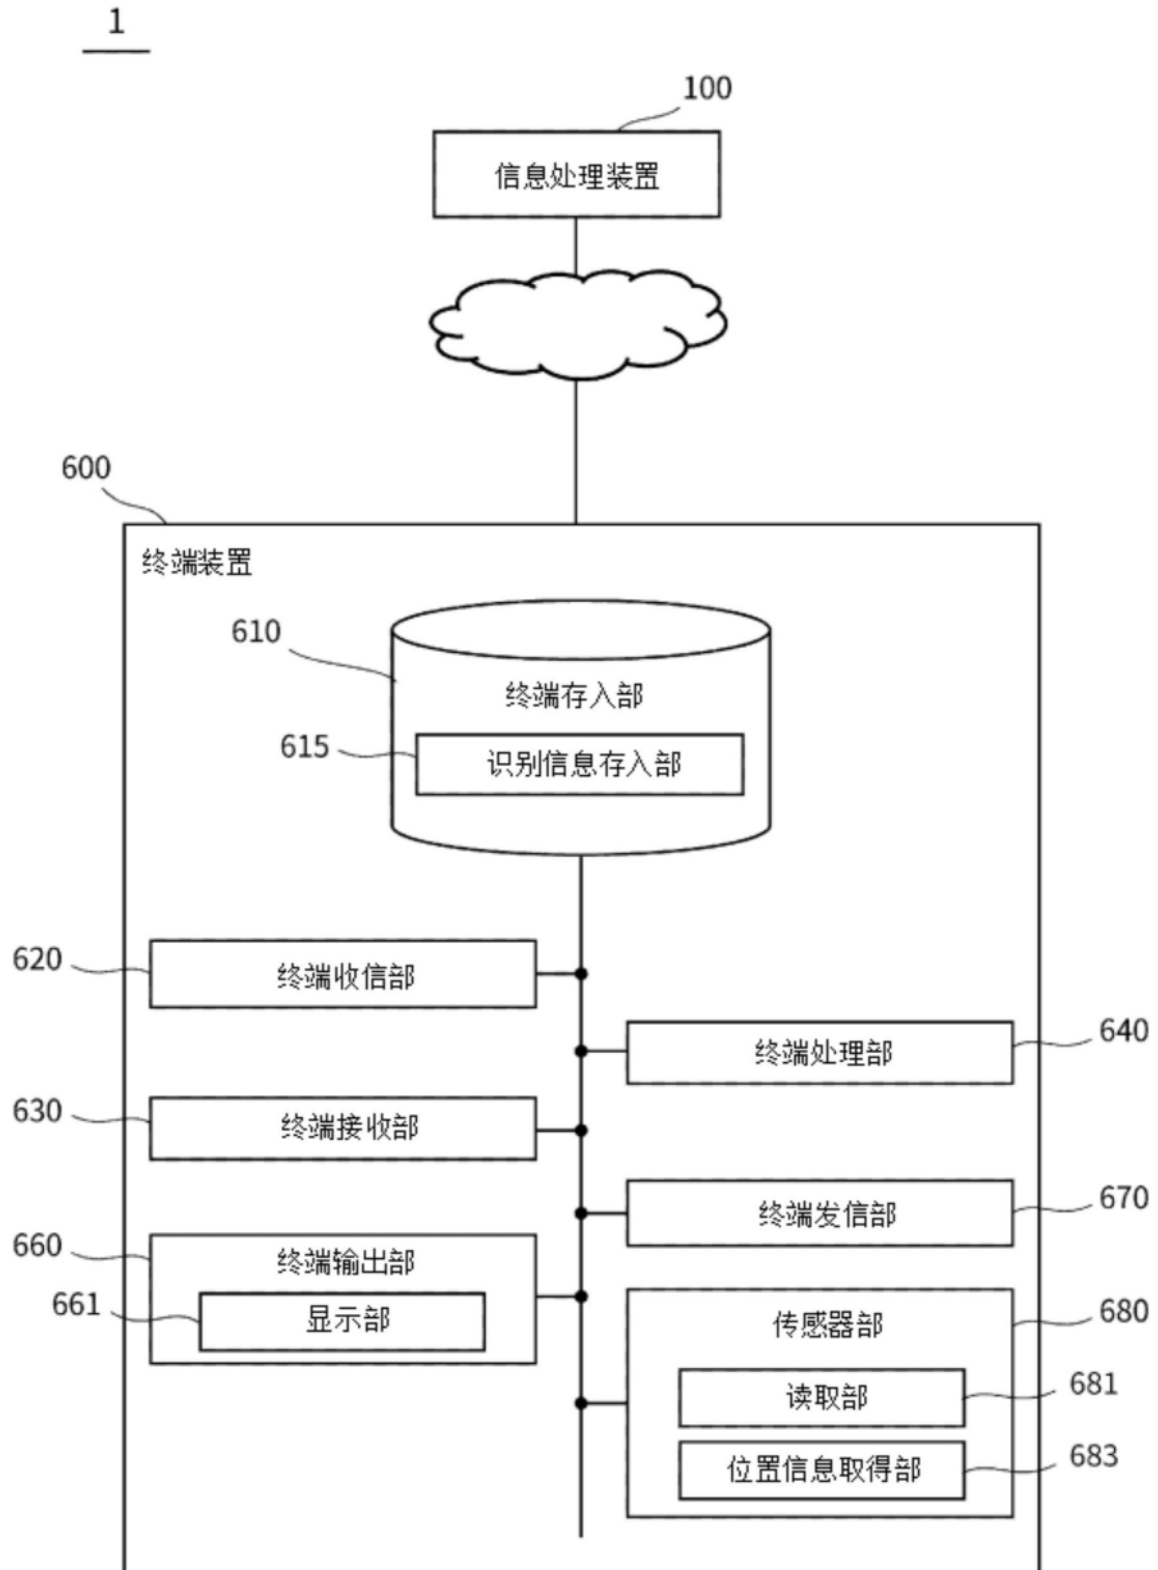 1
100
信息处理装置
600
终端装置
610
终端存入部
615
识别信息存入部
620
终端收信部
640
终端处理部
630
终端接收部
670
终端发信部
660
终端输出部
661
显示部
680
传感器部
681
读取部
683
位置信息取得部